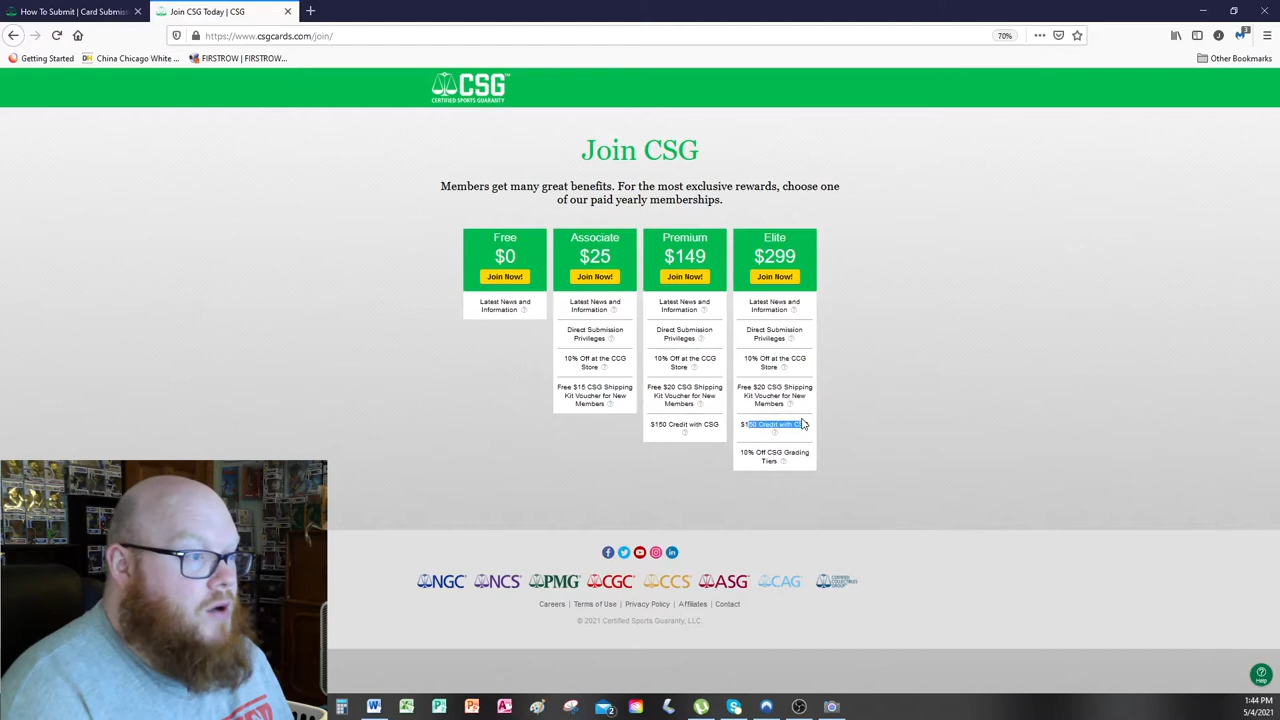 How To Submit | Card Submiss
Join CSG Today | CSG
https://www.csgcards.com/join/
70%
Getting Started
China Chicago White ...
FIRSTROW | FIRSTROW...
Other Bookmarks
CSG
CERTIFIED SPORTS GUARANTY
Join CSG
Members get many great benefits. For the most exclusive rewards, choose one
of our paid yearly memberships.
Free
$0
Join Now!
Latest News and
Information
Associate
$25
Join Now!
Latest News and
Information
Direct Submission
Privileges
10% Off at the CCG
Store
Free $15 CSG Shipping
Kit Voucher for New
Members
Premium
$149
Join Now!
Latest News and
Information
Direct Submission
Privileges
10% Off at the CCG
Store
Free $20 CSG Shipping
Kit Voucher for New
Members
$150 Credit with CSG
Elite
$299
Join Now!
Latest News and
Information
Direct Submission
Privileges
10% Off at the CCG
Store
Free $20 CSG Shipping
Kit Voucher for New
Members
$150 Credit with
10% Off CSG Grading
Tiers
NGC NCS PMG CGC CCS ASG CAG
Careers | Terms of Use | Privacy Policy | Affiliates | Contact
© 2021 Certified Sports Guaranty, LLC.
Help
1:44 PM
5/4/2021